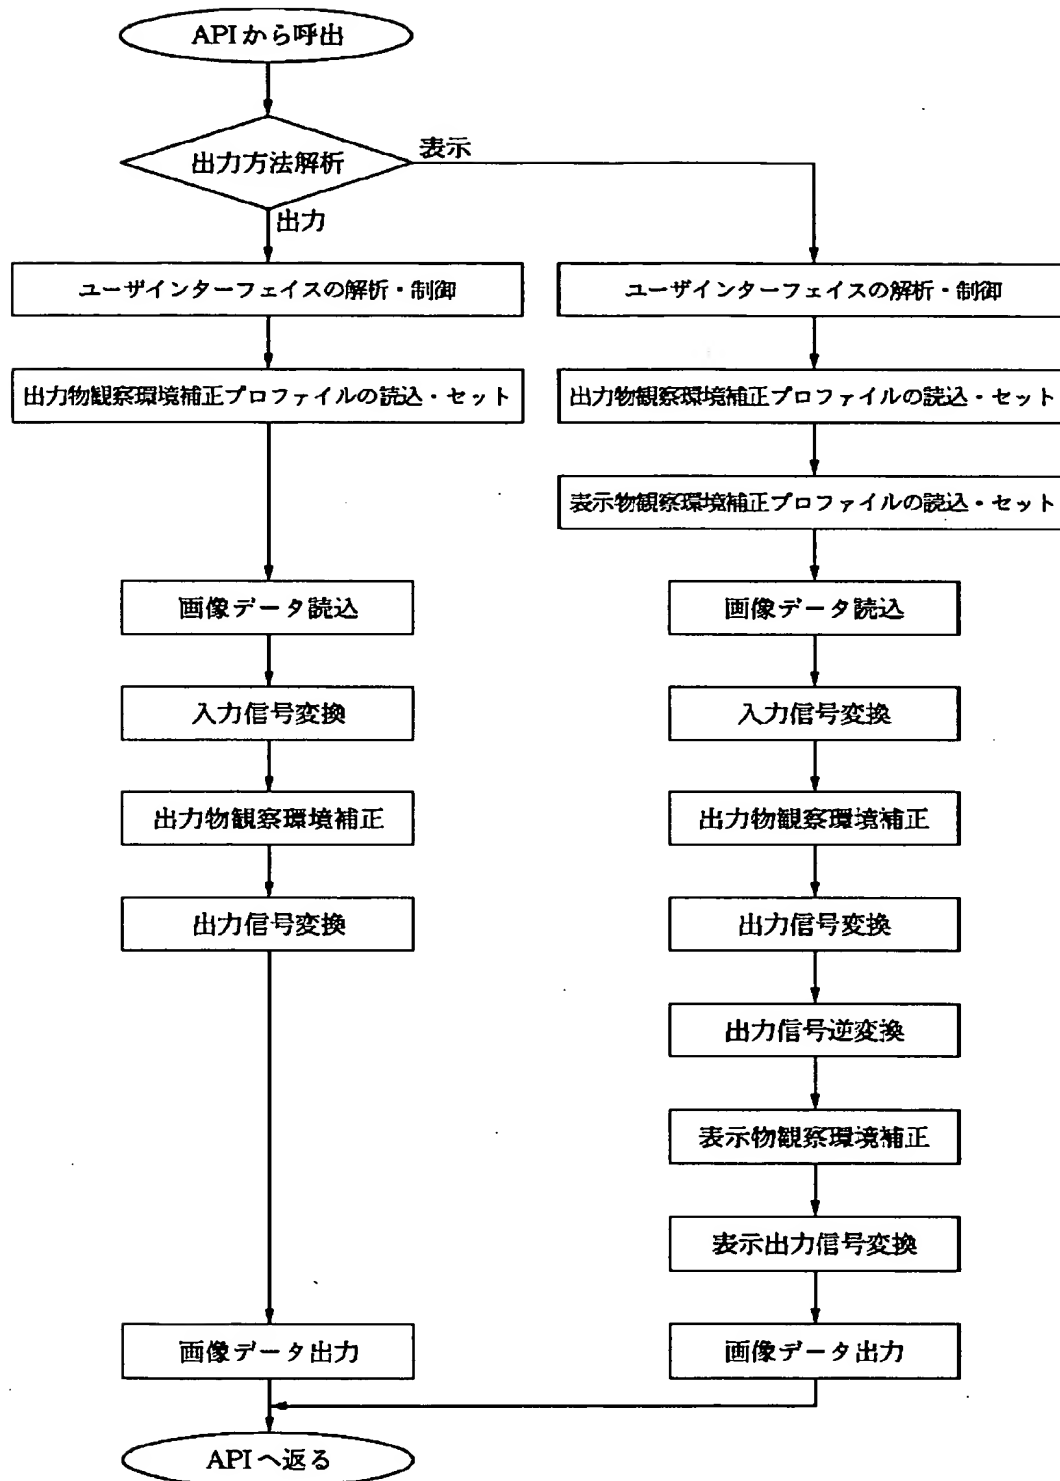 APIから呼出
出力方法解析
表示
出力
ユーザインターフェイスの解析・制御
出力物観察環境補正プロファイルの読込・セット
画像データ読込
入力信号変換
出力物観察環境補正
出力信号変換
画像データ出力
ユーザインターフェイスの解析・制御
出力物観察環境補正プロファイルの読込・セット
表示物観察環境補正プロファイルの読込・セット
画像データ読込
入力信号変換
出力物観察環境補正
出力信号変換
出力信号逆変換
表示物観察環境補正
表示出力信号変換
画像データ出力
APIへ返る